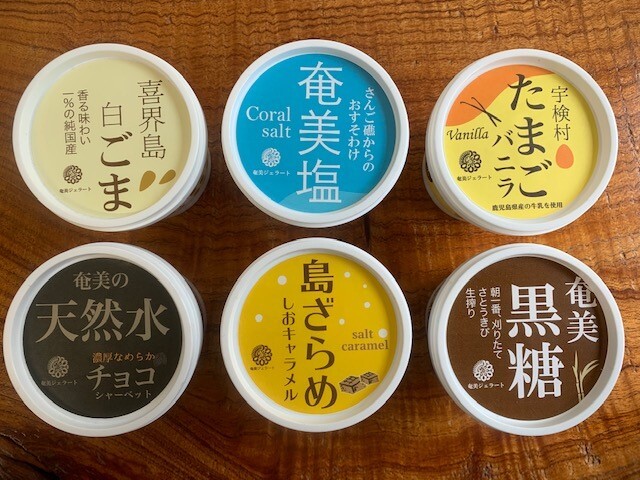 喜界島
白ごま
香る味わい
1%の純国産
奄美ジェラート
さんご礁からの
おすそわけ
奄美塩
Coral
salt
奄美ジェラート
宇検村
たまご
バニラ
Vanilla
奄美ジェラート
鹿児島県産の牛乳を使用
奄美の
天然水
濃厚なめらか
チョコ
シャーベット
奄美ジェラート
島ざらめ
しおキャラメル
salt
caramel
奄美ジェラート
奄美
黒糖
朝一番、刈りたて
さとうきび
生搾り
奄美ジェラート